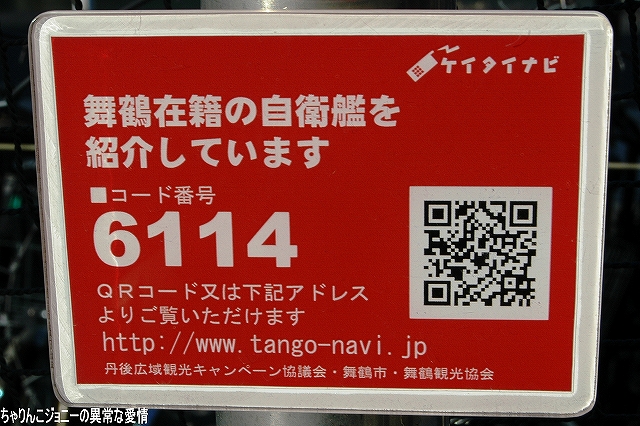 ケイタイナビ
舞鶴在籍の自衛艦を
紹介しています
■コード番号
6114
QRコード又は下記アドレス
よりご覧いただけます
http://www.tango-navi.jp
丹後広域観光キャンペーン協議会・舞鶴市・舞鶴観光協会
ちゃりんこジョニーの異常な愛情